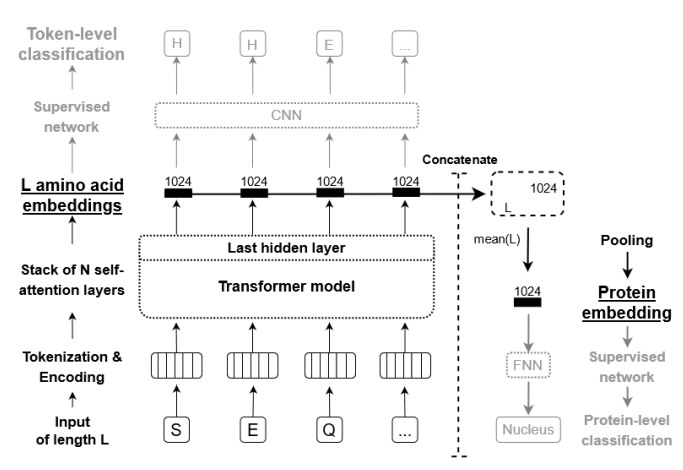 Token-level
classification
H H E ...
Supervised
network
CNN
L amino acid
embeddings
1024 1024 1024 1024
Concatenate
1024
L
Last hidden layer
mean(L)
Pooling
Stack of N self-
attention layers
Transformer model
1024
Protein
embedding
Tokenization &
Encoding
FNN
Supervised
network
Input
of length L
S E Q ...
Nucleus
Protein-level
classification